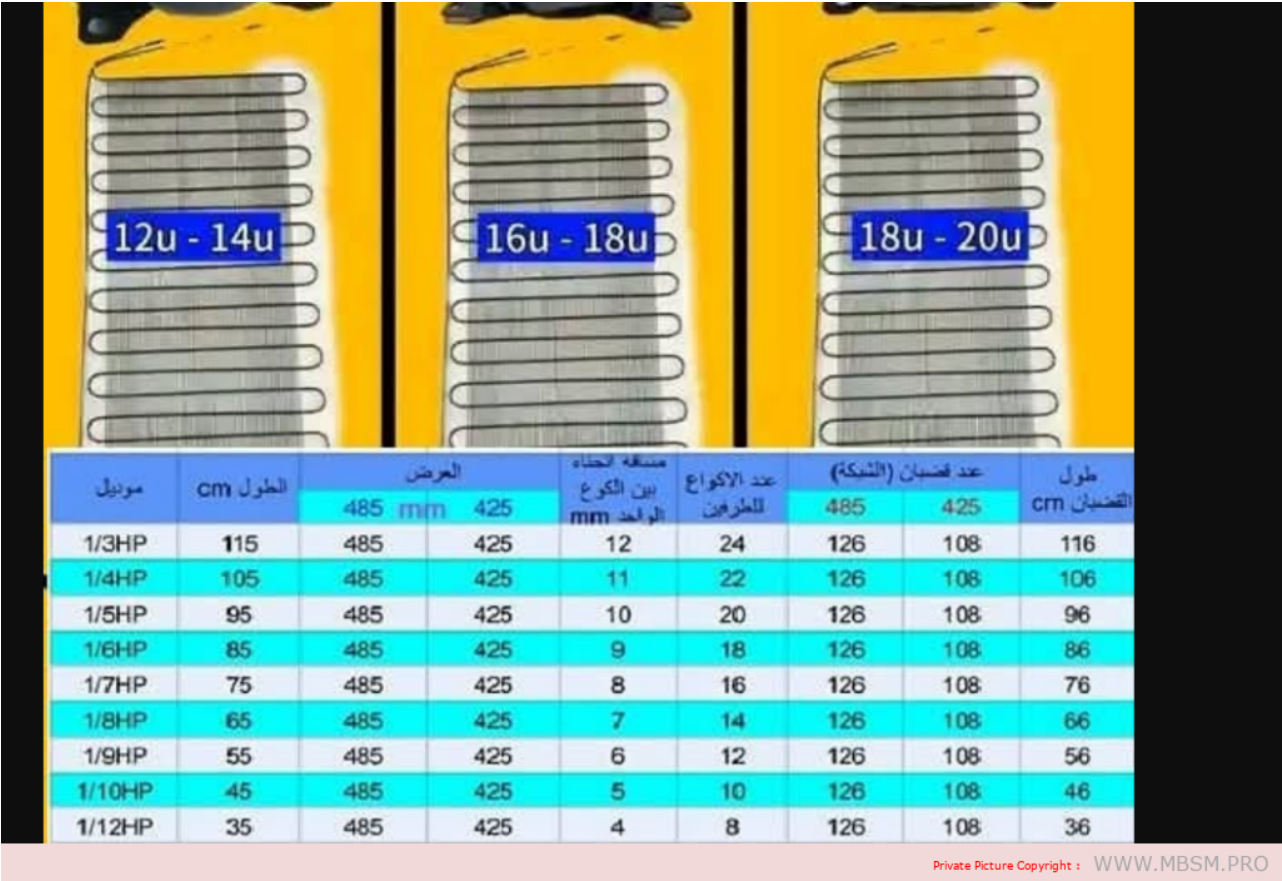 12u - 14u
16u - 18u
18u - 20u
موديل
الطول cm
العرض
485 mm 425
مسافة انحناء
بين الكوع
الواحد mm
عدد الاكواع
للطرفين
عدد قضبان (الشبكة)
485 425
طول
القضبان cm
1/3HP 115 485 425 12 24 126 108 116
1/4HP 105 485 425 11 22 126 108 106
1/5HP 95 485 425 10 20 126 108 96
1/6HP 85 485 425 9 18 126 108 86
1/7HP 75 485 425 8 16 126 108 76
1/8HP 65 485 425 7 14 126 108 66
1/9HP 55 485 425 6 12 126 108 56
1/10HP 45 485 425 5 10 126 108 46
1/12HP 35 485 425 4 8 126 108 36
Private Picture Copyright : WWW.MBSM.PRO